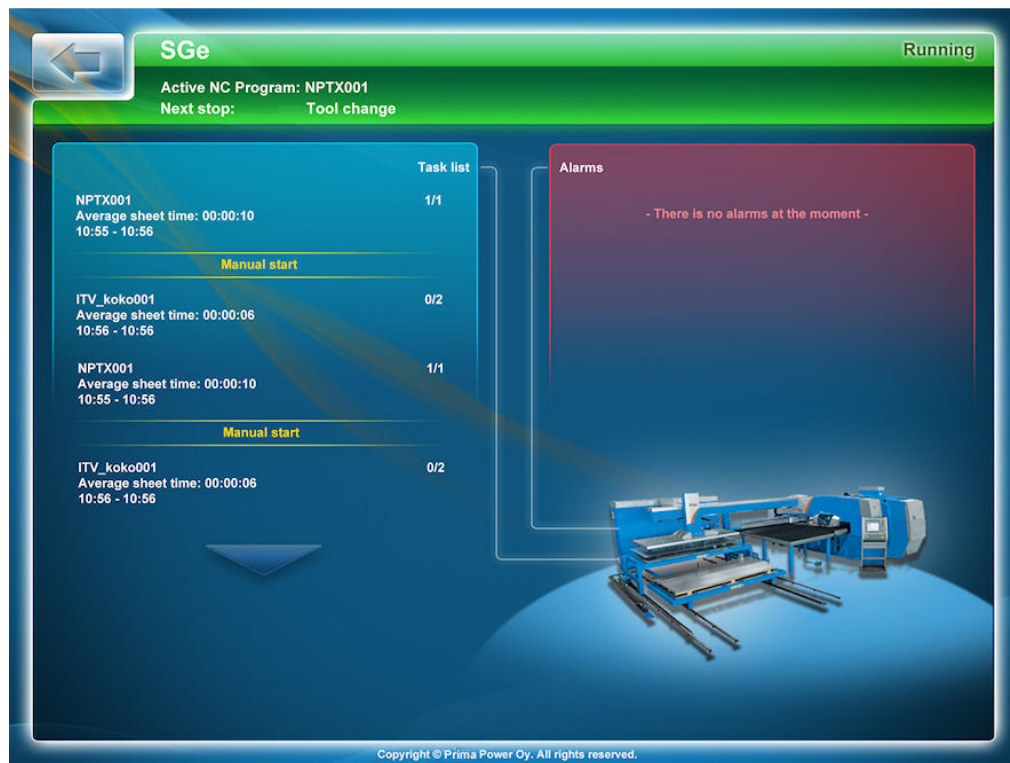 SGe
Running
Active NC Program: NPTX001
Next stop: Tool change
Task list
NPTX001 1/1
Average sheet time: 00:00:10
10:55 - 10:56
Manual start
ITV_koko001 0/2
Average sheet time: 00:00:06
10:56 - 10:56
NPTX001 1/1
Average sheet time: 00:00:10
10:55 - 10:56
Manual start
ITV_koko001 0/2
Average sheet time: 00:00:06
10:56 - 10:56
Alarms
- There is no alarms at the moment -
Copyright © Prima Power Oy. All rights reserved.